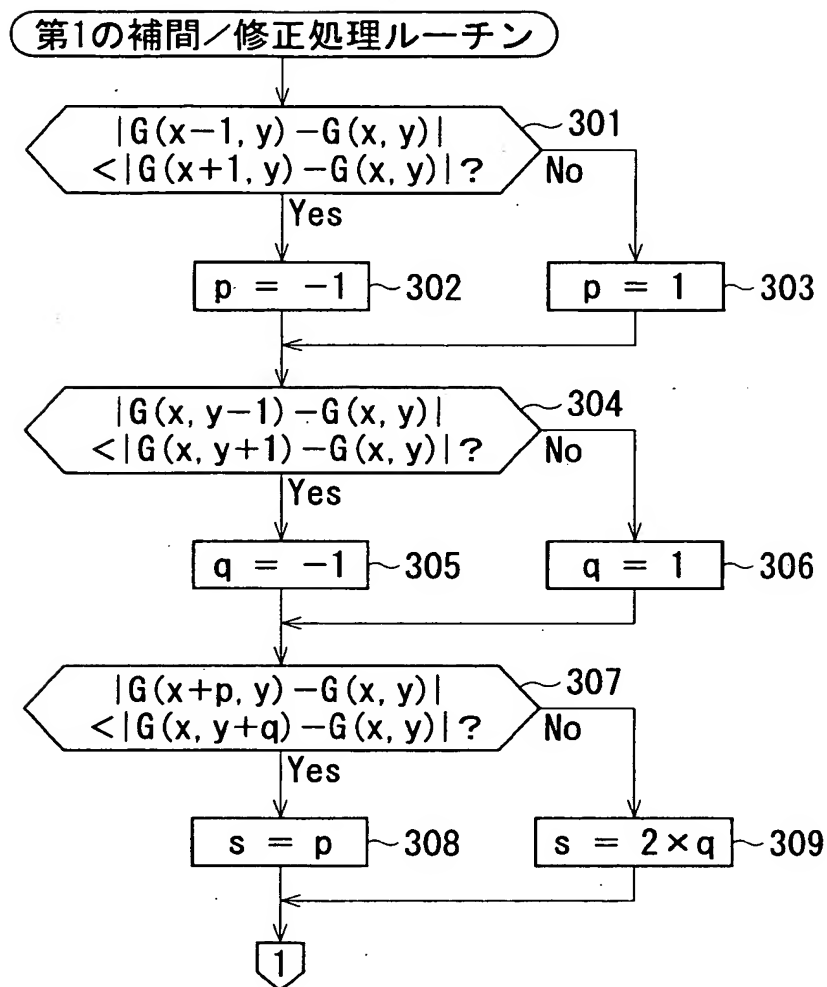 第1の補間/修正処理ルーチン
|G(x-1, y)-G(x, y)|
<|G(x+1, y)-G(x, y)|?
301
No
Yes
p = -1
302
p = 1
303
|G(x, y-1)-G(x, y)|
<|G(x, y+1)-G(x, y)|?
304
No
Yes
q = -1
305
q = 1
306
|G(x+p, y)-G(x, y)|
<|G(x, y+q)-G(x, y)|?
307
No
Yes
s = p
308
s = 2×q
309
1